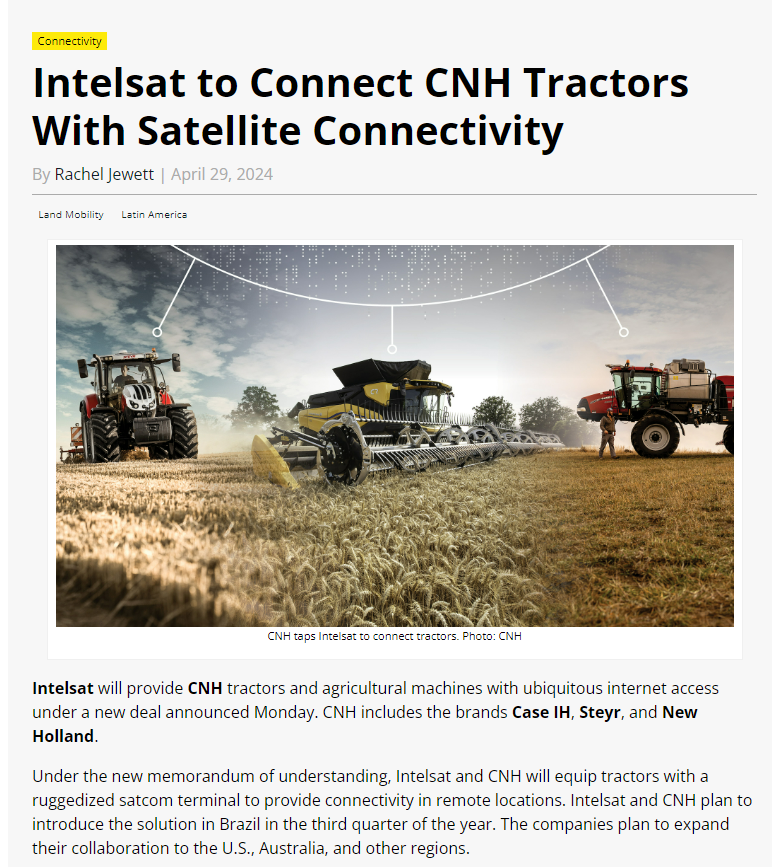 Connectivity
Intelsat to Connect CNH Tractors
With Satellite Connectivity
By Rachel Jewett | April 29, 2024
Land Mobility Latin America
CNH taps Intelsat to connect tractors. Photo: CNH
Intelsat will provide CNH tractors and agricultural machines with ubiquitous internet access
under a new deal announced Monday. CNH includes the brands Case IH, Steyr, and New
Holland.
Under the new memorandum of understanding, Intelsat and CNH will equip tractors with a
ruggedized satcom terminal to provide connectivity in remote locations. Intelsat and CNH plan to
introduce the solution in Brazil in the third quarter of the year. The companies plan to expand
their collaboration to the U.S., Australia, and other regions.